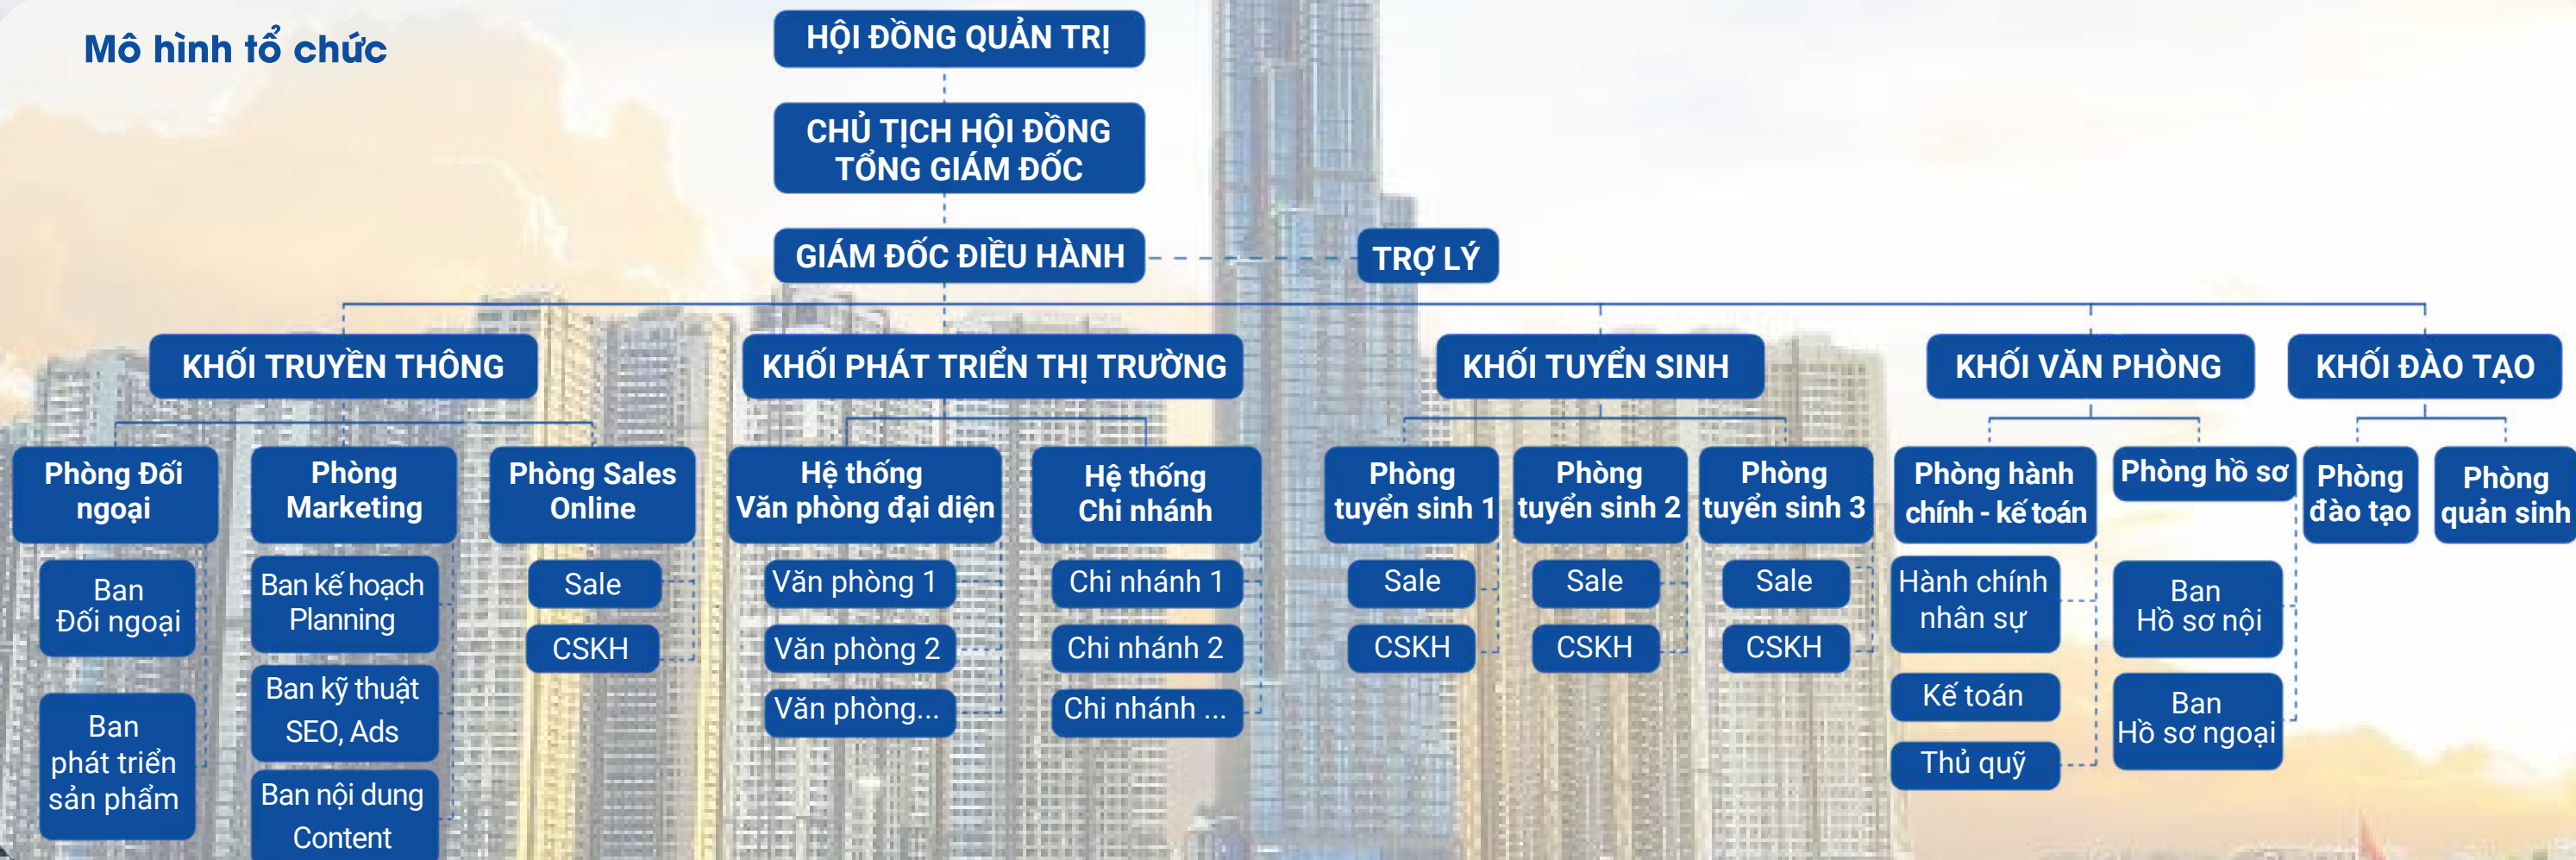 Mô hình tổ chức
HỘI ĐỒNG QUẢN TRỊ
CHỦ TỊCH HỘI ĐỒNG
TỔNG GIÁM ĐỐC
GIÁM ĐỐC ĐIỀU HÀNH
TRỢ LÝ
KHỐI TRUYỀN THÔNG
KHỐI PHÁT TRIỂN THỊ TRƯỜNG
KHỐI TUYỂN SINH
KHỐI VĂN PHÒNG
KHỐI ĐÀO TẠO
Phòng Đối
ngoại
Ban
Đối ngoại
Ban
phát triển
sản phẩm
Phòng
Marketing
Ban kế hoạch
Planning
Ban kỹ thuật
SEO, Ads
Ban nội dung
Content
Phòng Sales
Online
Sale
CSKH
Hệ thống
Văn phòng đại diện
Văn phòng 1
Văn phòng 2
Văn phòng...
Hệ thống
Chi nhánh
Chi nhánh 1
Chi nhánh 2
Chi nhánh ...
Phòng
tuyển sinh 1
Sale
CSKH
Phòng
tuyển sinh 2
Sale
CSKH
Phòng
tuyển sinh 3
Sale
CSKH
Phòng hành
chính - kế toán
Hành chính
nhân sự
Kế toán
Thủ quỹ
Phòng hồ sơ
Ban
Hồ sơ nội
Ban
Hồ sơ ngoại
Phòng
đào tạo
Phòng
quản sinh